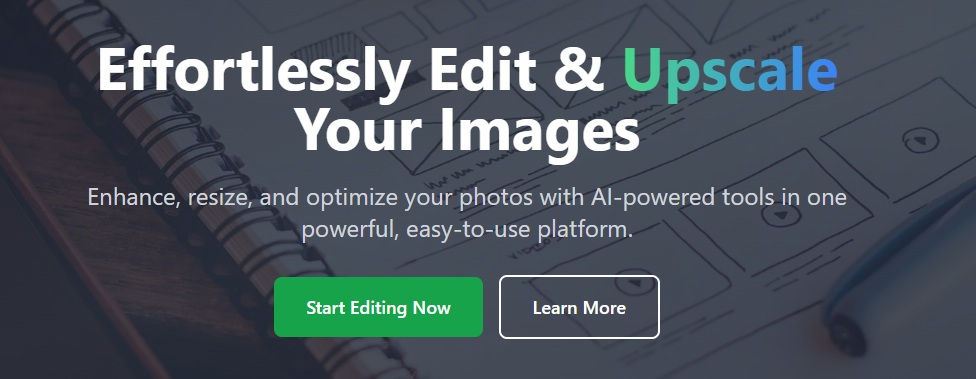 Effortlessly Edit & Upscale
Your Images
Enhance, resize, and optimize your photos with AI-powered tools in one
powerful, easy-to-use platform.
Start Editing Now
Learn More